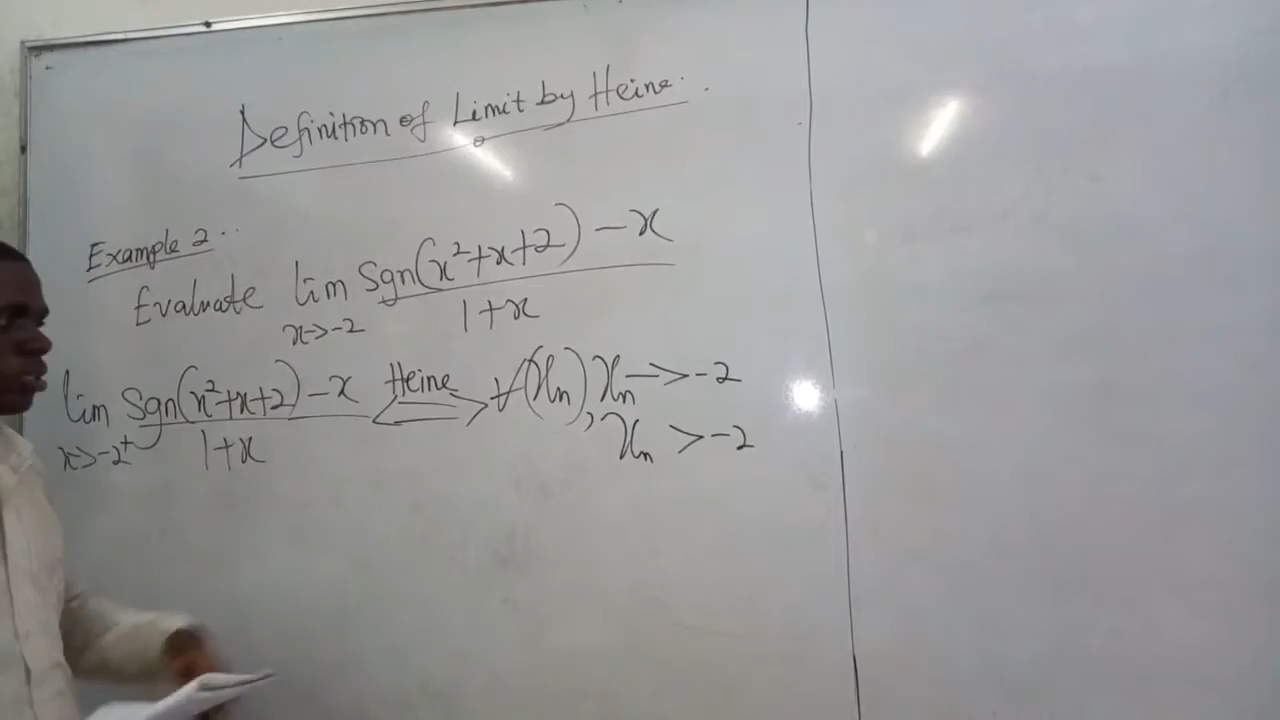 Definition of Limit by Heine.
Example 2..
Evaluate lim Sgn(x²+x+2) - x
x->-2 1+x
lim Sgn(x²+x+2) - x Heine <=> ∀(xn), xn -> -2
x->-2⁺ 1+x xn > -2